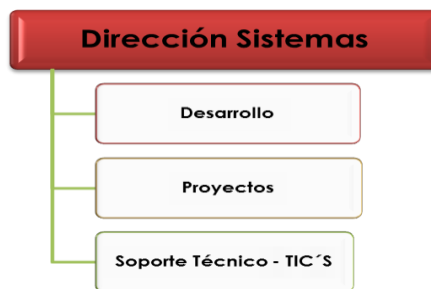 Dirección Sistemas
Desarrollo
Proyectos
Soporte Técnico - TIC´S